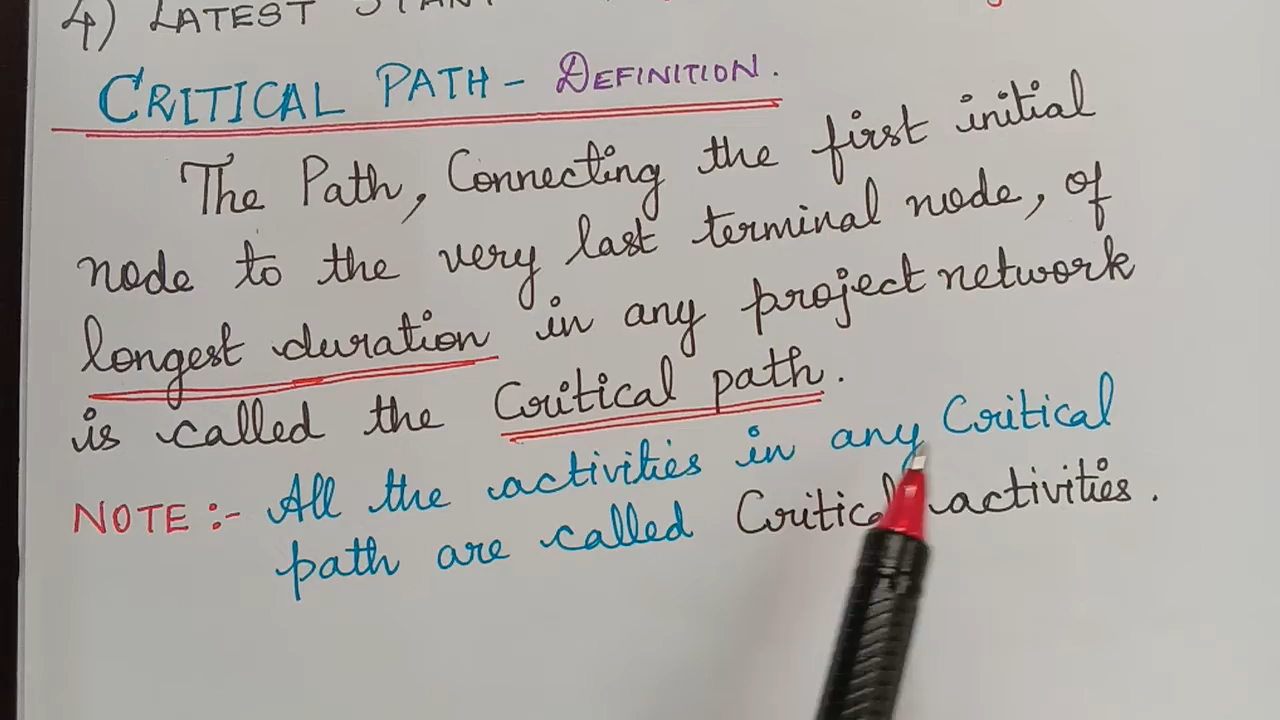 4) LATEST START
CRITICAL PATH - DEFINITION.
The Path, Connecting the first initial
node to the very last terminal node, of
longest duration in any project network
is called the Critical path.
NOTE :- All the activities in any Critical
path are called Critical activities.